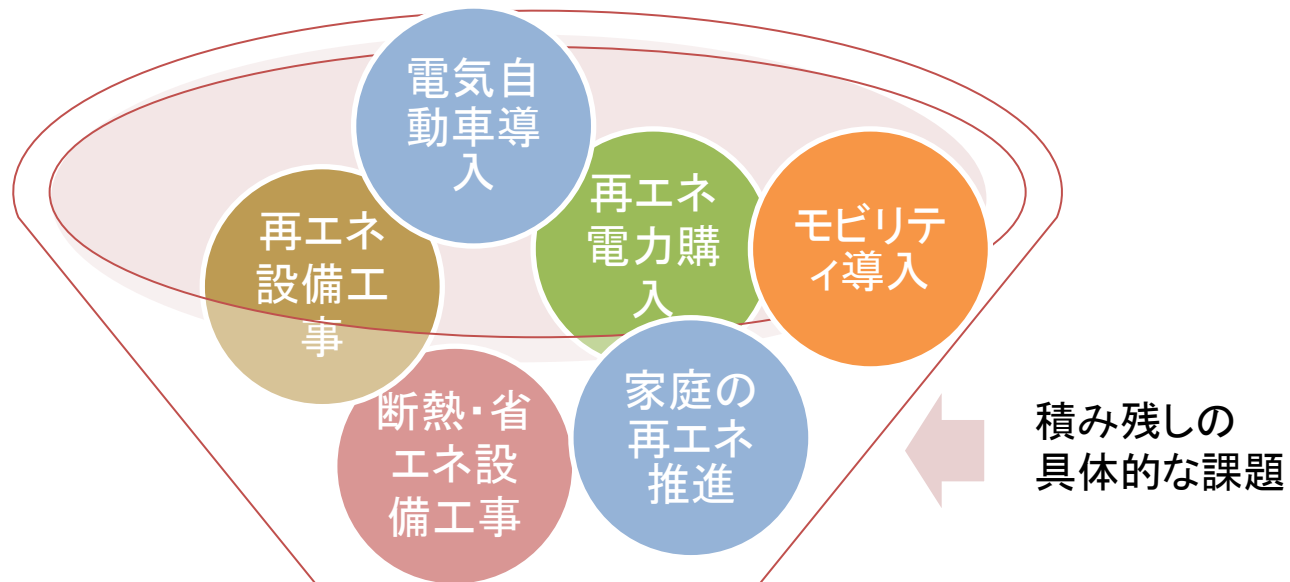 電気自
動車導
入
再エネ
設備工
事
再エネ
電力購
入
モビリテ
ィ導入
断熱・省
エネ設
備工事
家庭の
再エネ
推進
積み残しの
具体的な課題